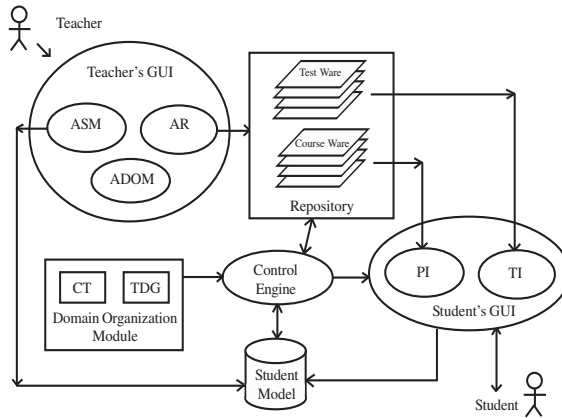 Teacher
Teacher's GUI
ASM
AR
ADOM
Test Ware
Course Ware
Repository
CT
TDG
Domain Organization
Module
Control
Engine
PI
TI
Student's GUI
Student
Model
Student